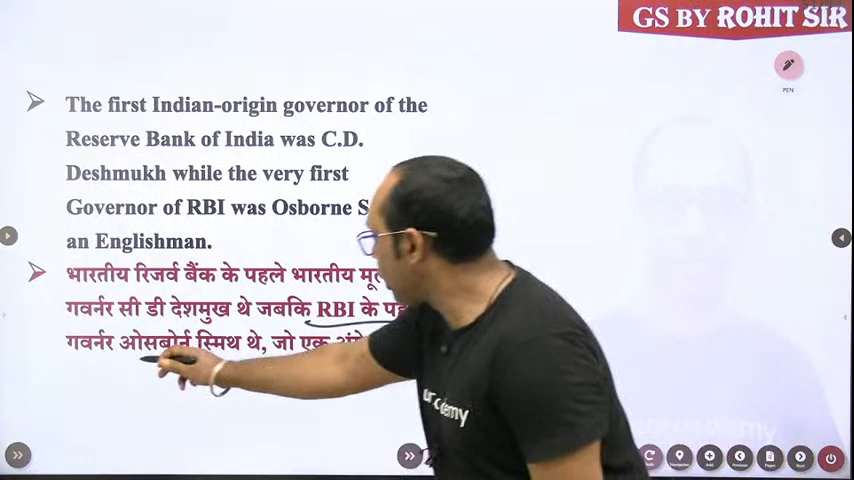 GS BY ROHIT SIR
PEN
The first Indian-origin governor of the
Reserve Bank of India was C.D.
Deshmukh while the very first
Governor of RBI was Osborne S
an Englishman.
भारतीय रिजर्व बैंक के पहले भारतीय
गवर्नर सी डी देशमुख थे जबकि RBI के
गवर्नर ओसबोर्न स्मिथ थे, जो एक